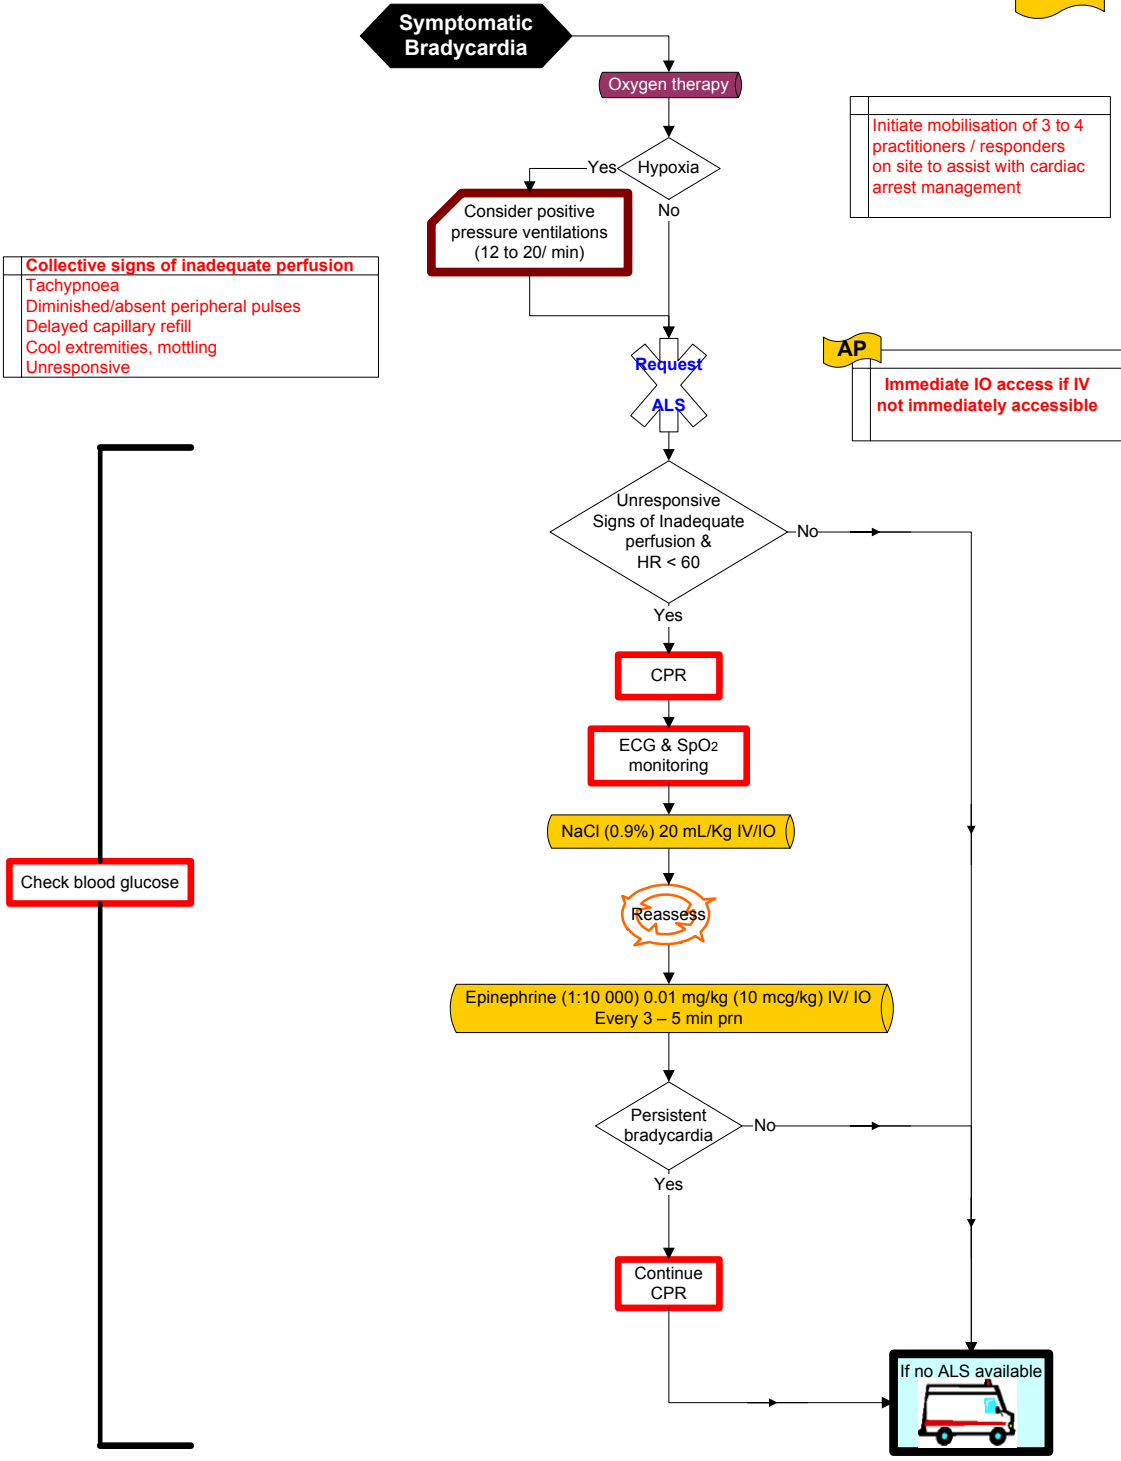 Symptomatic
Bradycardia
Oxygen therapy
Initiate mobilisation of 3 to 4
practitioners / responders
on site to assist with cardiac
arrest management
Yes
Hypoxia
No
Consider positive
pressure ventilations
(12 to 20/ min)
Collective signs of inadequate perfusion
Tachypnoea
Diminished/absent peripheral pulses
Delayed capillary refill
Cool extremities, mottling
Unresponsive
Request
ALS
AP
Immediate IO access if IV
not immediately accessible
Unresponsive
Signs of Inadequate
perfusion &
HR < 60
No
Yes
CPR
ECG & SpO2
monitoring
NaCl (0.9%) 20 mL/Kg IV/IO
Check blood glucose
Reassess
Epinephrine (1:10 000) 0.01 mg/kg (10 mcg/kg) IV/ IO
Every 3 – 5 min prn
Persistent
bradycardia
No
Yes
Continue
CPR
If no ALS available